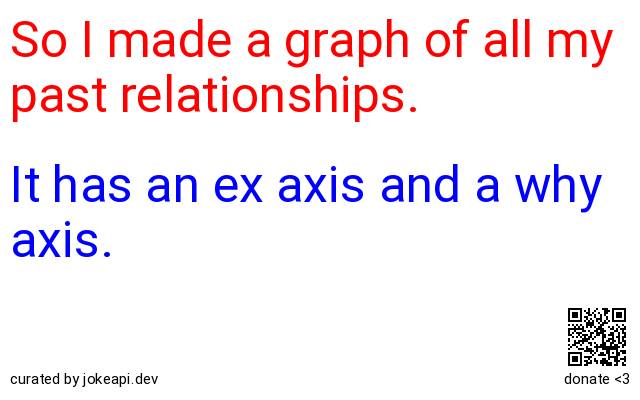 So I made a graph of all my
past relationships.
It has an ex axis and a why
axis.
curated by jokeapi.dev
donate <3